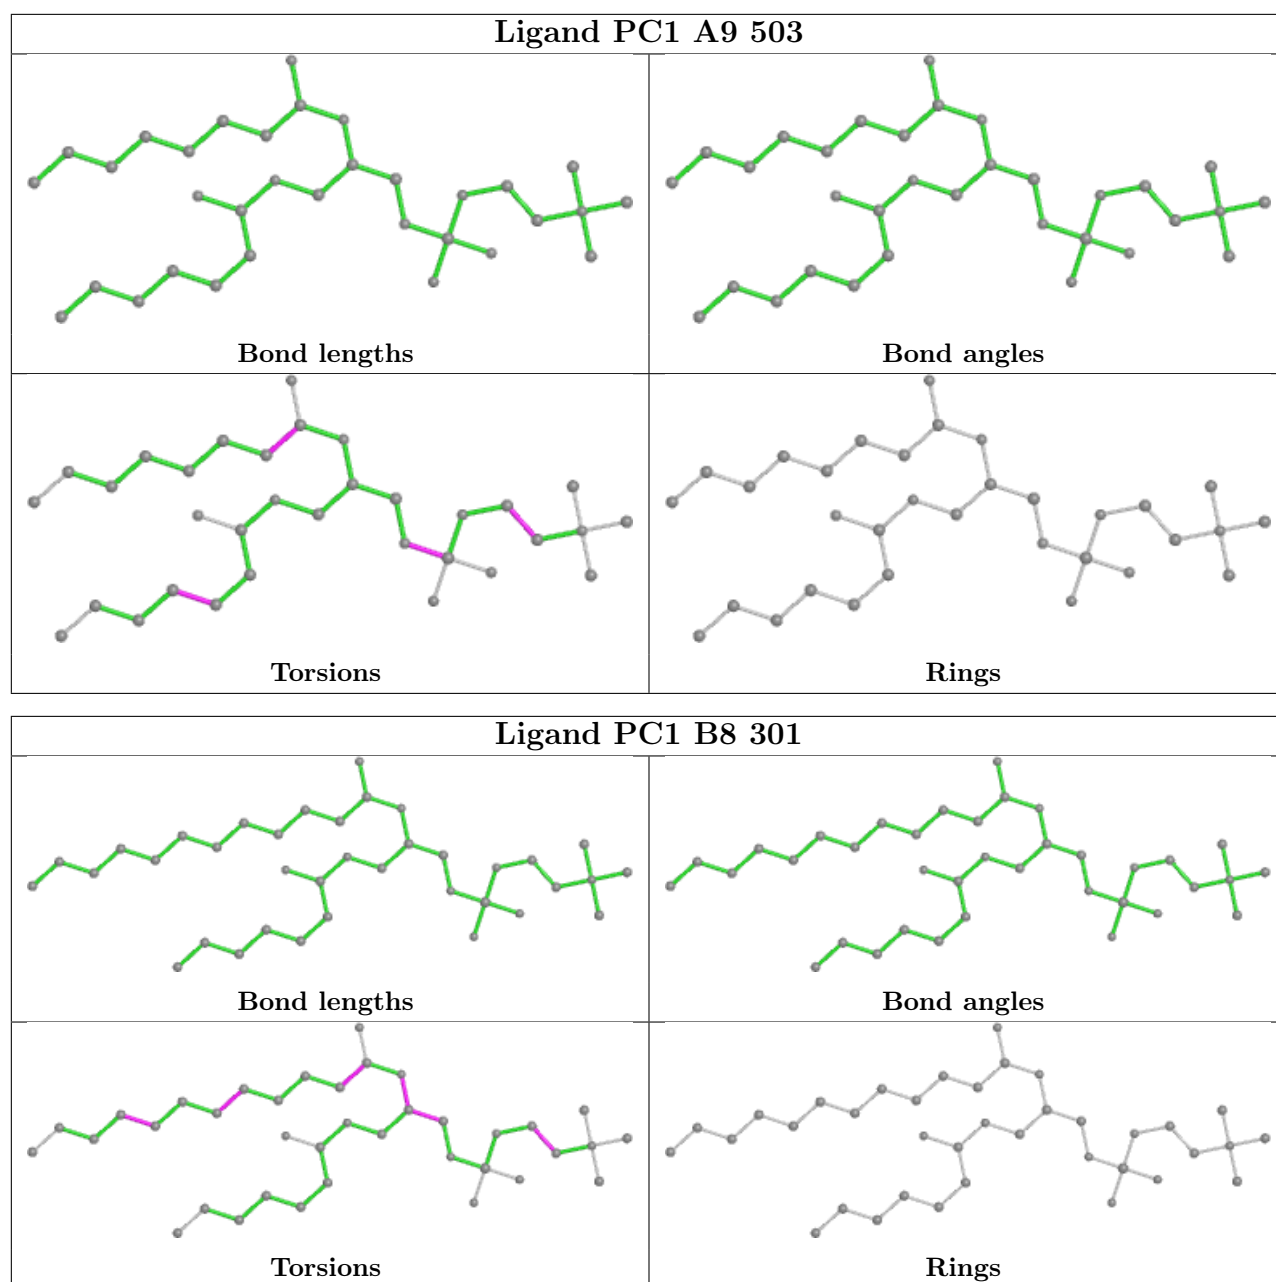 Ligand PC1 A9 503
Bond lengths
Bond angles
Torsions
Rings
Ligand PC1 B8 301
Bond lengths
Bond angles
Torsions
Rings